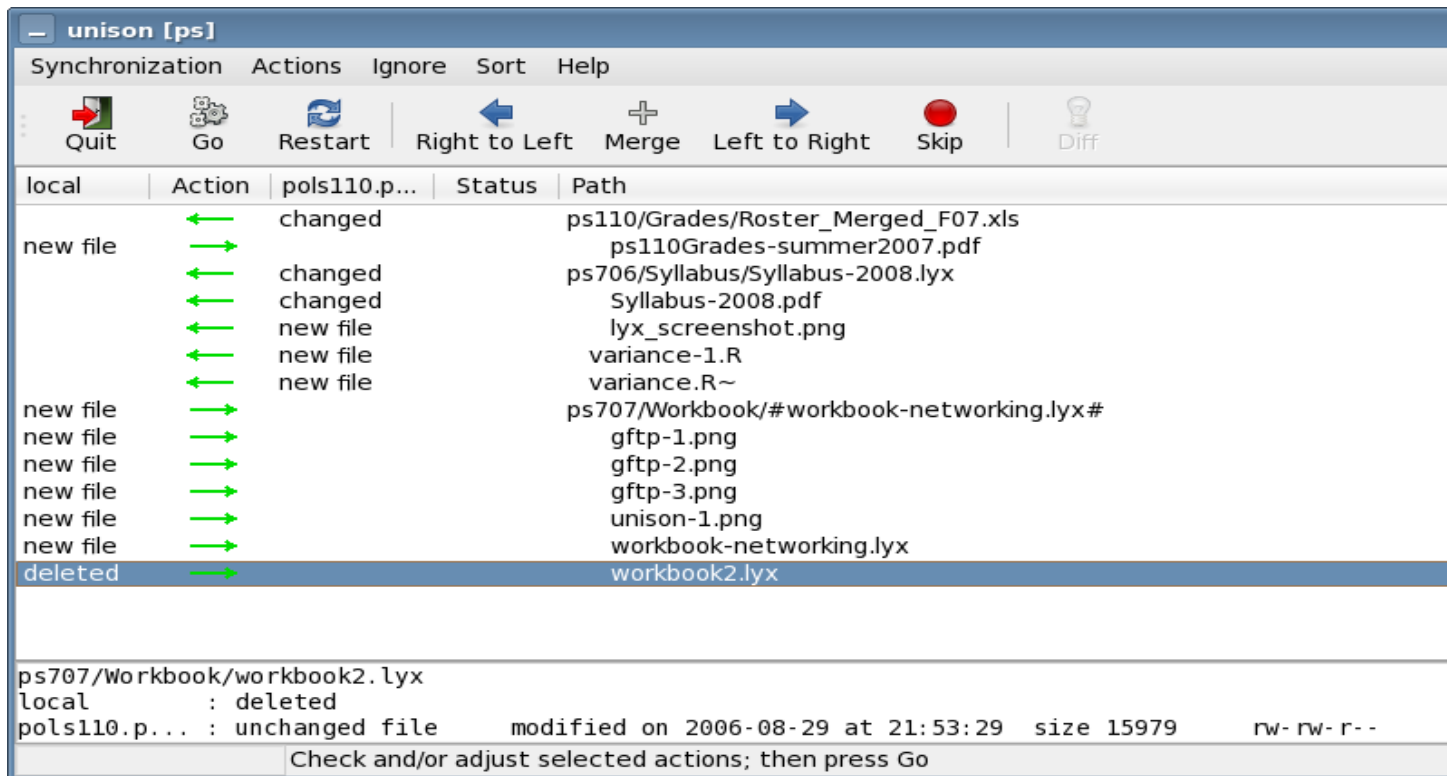 unison [ps]
Synchronization Actions Ignore Sort Help
Quit Go Restart Right to Left Merge Left to Right Skip Diff
local Action pols110.p... Status Path
changed ps110/Grades/Roster_Merged_F07.xls
new file ps110Grades-summer2007.pdf
changed ps706/Syllabus/Syllabus-2008.lyx
changed Syllabus-2008.pdf
new file lyx_screenshot.png
new file variance-1.R
new file variance.R~
new file ps707/Workbook/#workbook-networking.lyx#
new file gftp-1.png
new file gftp-2.png
new file gftp-3.png
new file unison-1.png
new file workbook-networking.lyx
deleted workbook2.lyx
ps707/Workbook/workbook2.lyx
local : deleted
pols110.p... : unchanged file modified on 2006-08-29 at 21:53:29 size 15979 rw-rw-r--
Check and/or adjust selected actions; then press Go